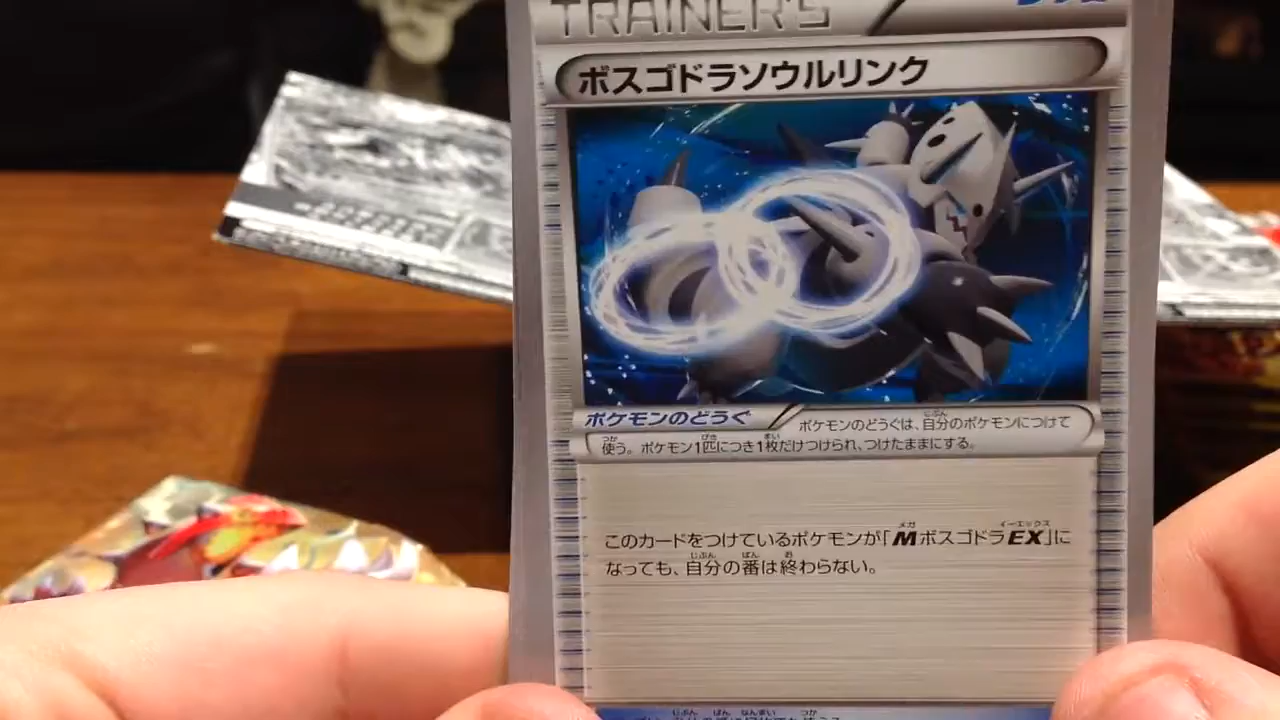 TRAINER'S
ボスゴドラソウルリンク
ポケモンのどうぐ
ポケモンのどうぐは、自分のポケモンにつけて
使う。ポケモン1匹につき1枚だけつけられ、つけたままにする。
このカードをつけているポケモンが「MボスゴドラEX」に
なっても、自分の番は終わらない。